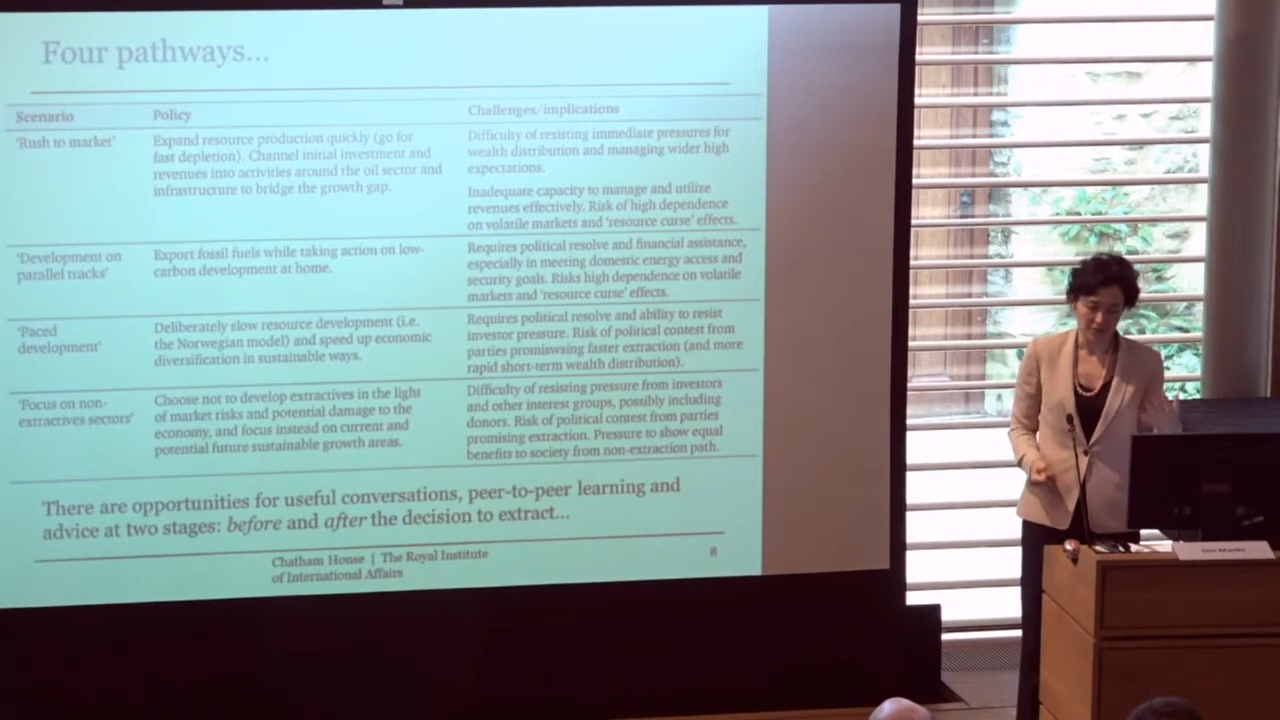 Four pathways...
Scenario
Policy
Challenges/implications
'Rush to market'
Expand resource production quickly (go for
fast depletion). Channel initial investment and
revenues into activities around the oil sector and
infrastructure to bridge the growth gap.
Difficulty of resisting immediate pressures for
wealth distribution and managing wider high
expectations.
Inadequate capacity to manage and utilize
revenues effectively. Risk of high dependence
on volatile markets and 'resource curse' effects.
'Development on
parallel tracks'
Export fossil fuels while taking action on low-
carbon development at home.
Requires political resolve and financial assistance,
especially in meeting domestic energy access and
security goals. Risks high dependence on volatile
markets and 'resource curse' effects.
'Paced
development'
Deliberately slow resource development (i.e.
the Norwegian model) and speed up economic
diversification in sustainable ways.
Requires political resolve and ability to resist
investor pressure. Risk of political contest from
parties promiswsing faster extraction (and more
rapid short-term wealth distribution).
'Focus on non-
extractives sectors'
Choose not to develop extractives in the light
of market risks and potential damage to the
economy, and focus instead on current and
potential future sustainable growth areas.
Difficulty of resisting pressure from investors
and other interest groups, possibly including
donors. Risk of political contest from parties
promising extraction. Pressure to show equal
benefits to society from non-extraction path.
There are opportunities for useful conversations, peer-to-peer learning and
advice at two stages: before and after the decision to extract...
Chatham House | The Royal Institute
of International Affairs
8